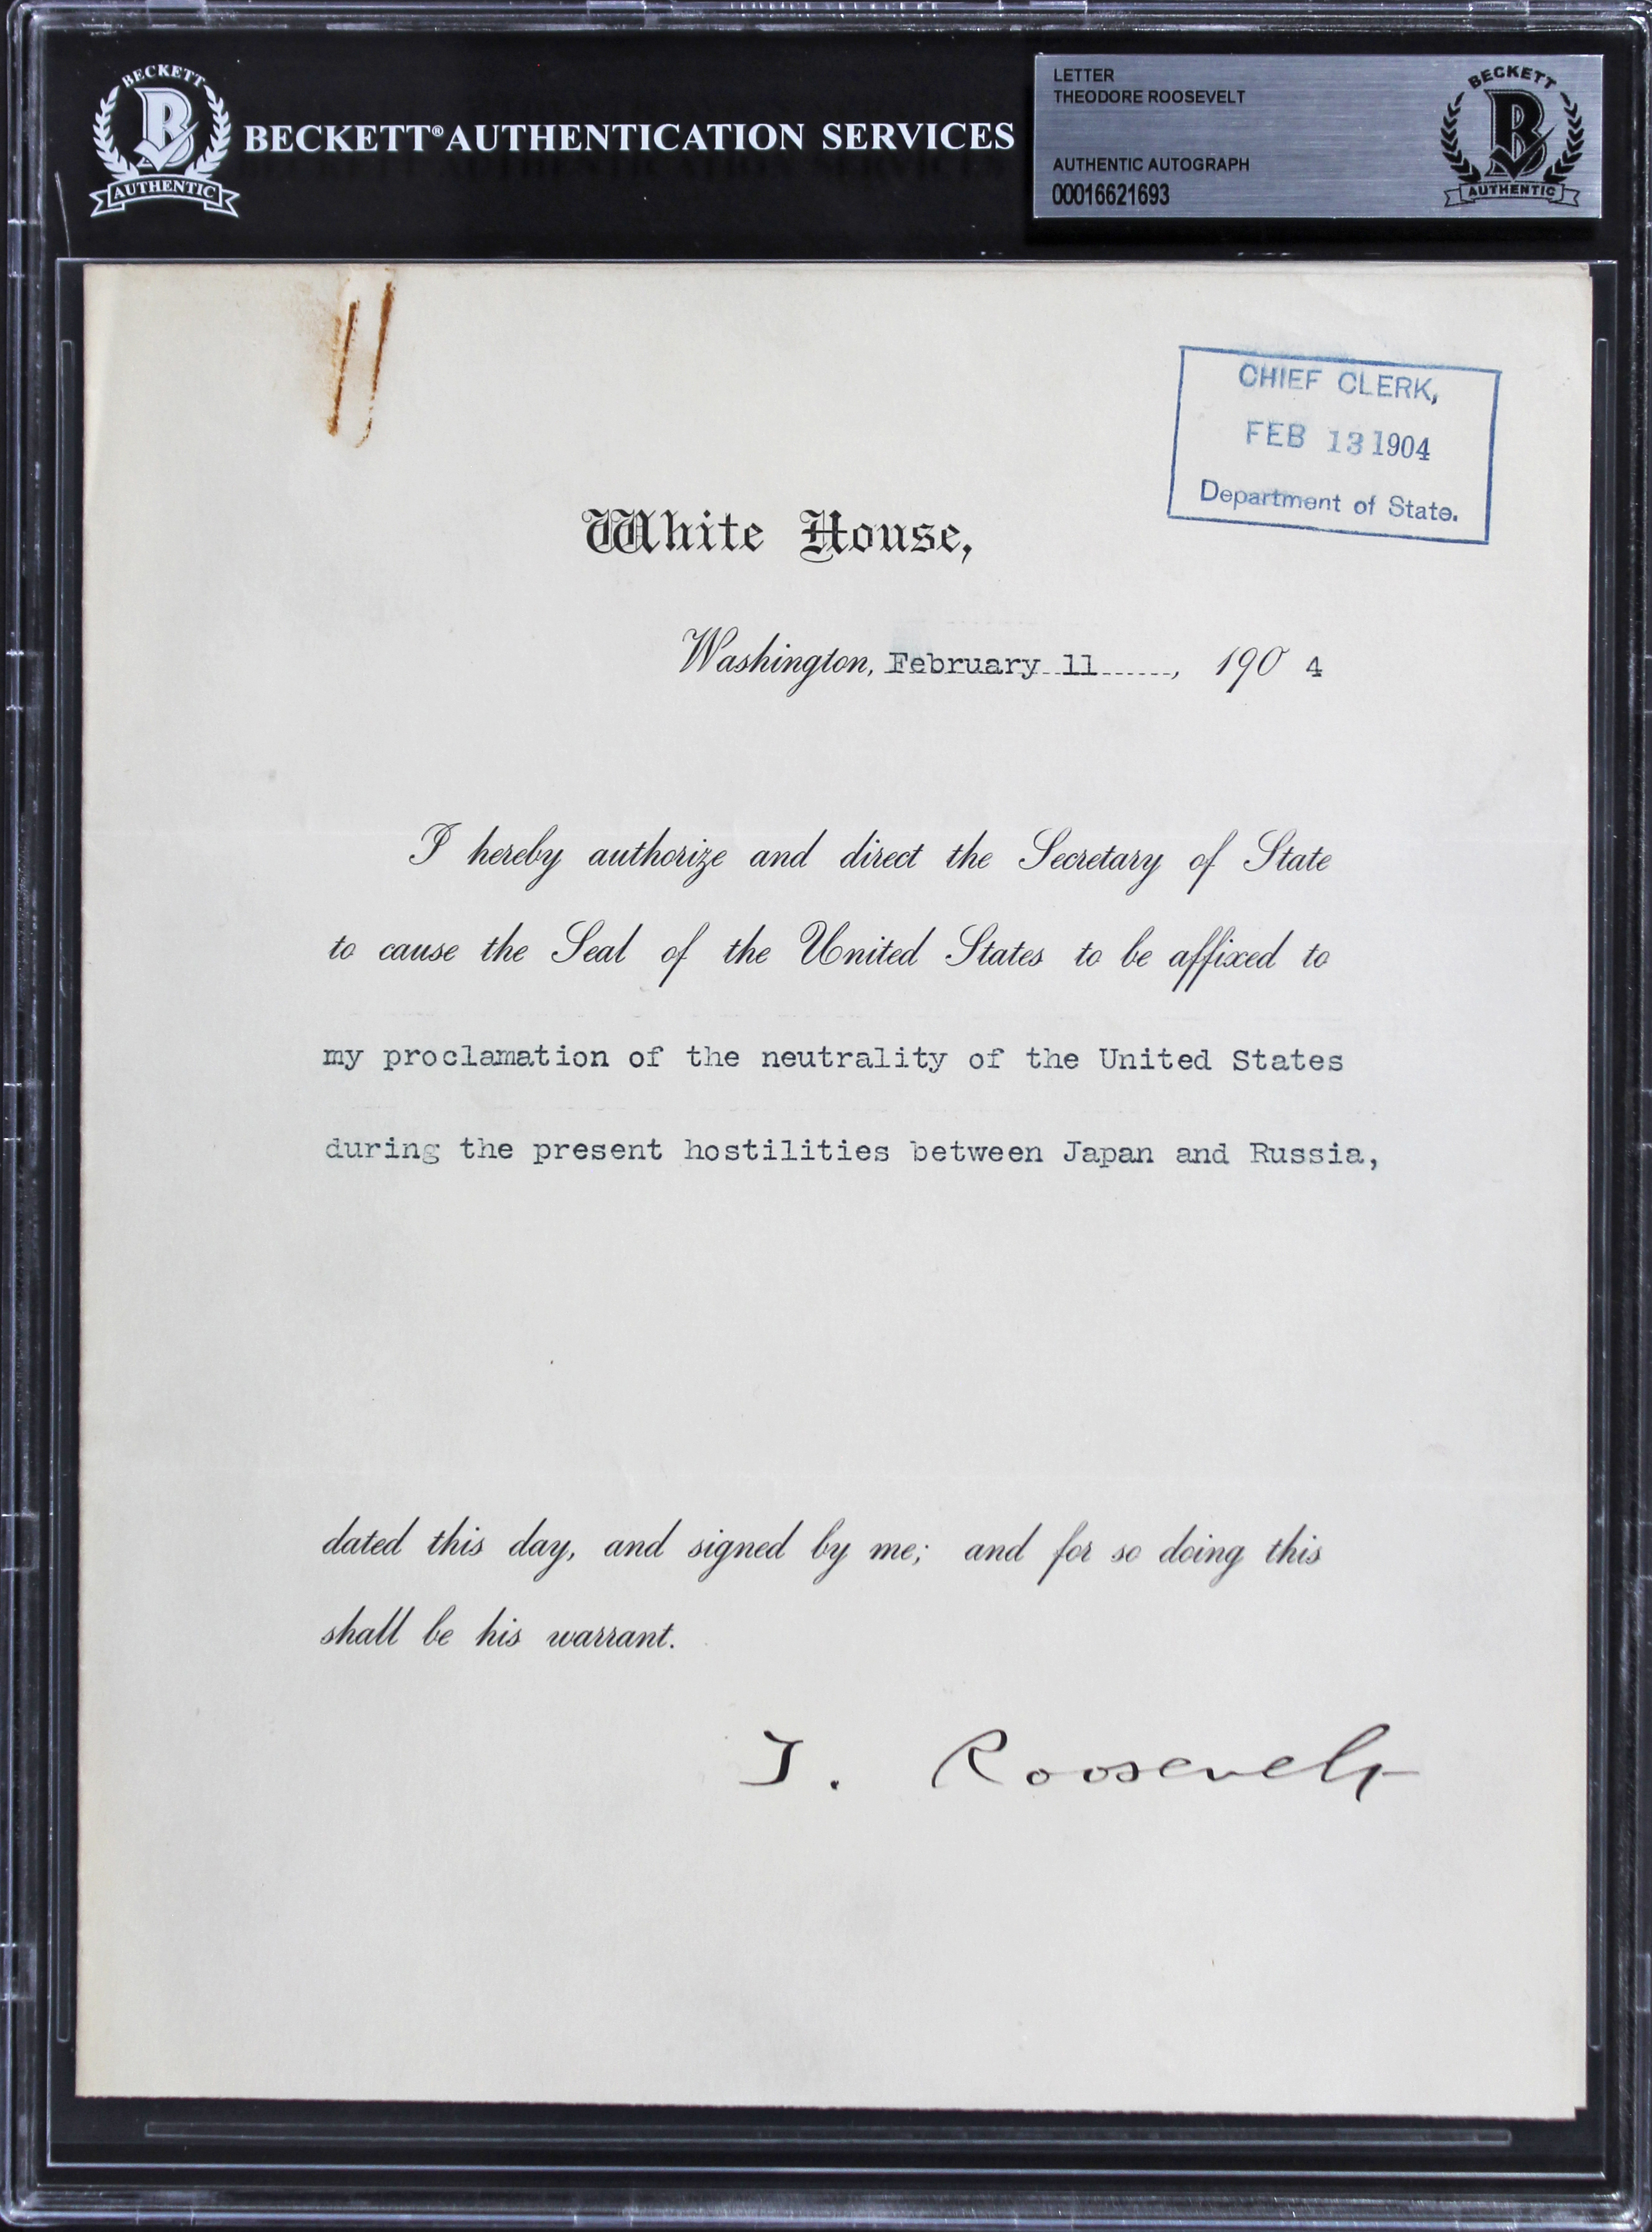 BECKETT
B
AUTHENTIC
BECKETT® AUTHENTICATION SERVICES
LETTER
THEODORE ROOSEVELT
AUTHENTIC AUTOGRAPH
00016621693
BECKETT
B
AUTHENTIC
CHIEF CLERK,
FEB 13 1904
Department of State.
White House,
Washington, February 11, 1904
I hereby authorize and direct the Secretary of State
to cause the Seal of the United States to be affixed to
my proclamation of the neutrality of the United States
during the present hostilities between Japan and Russia,
dated this day, and signed by me; and for so doing this
shall be his warrant.
T. Roosevelt